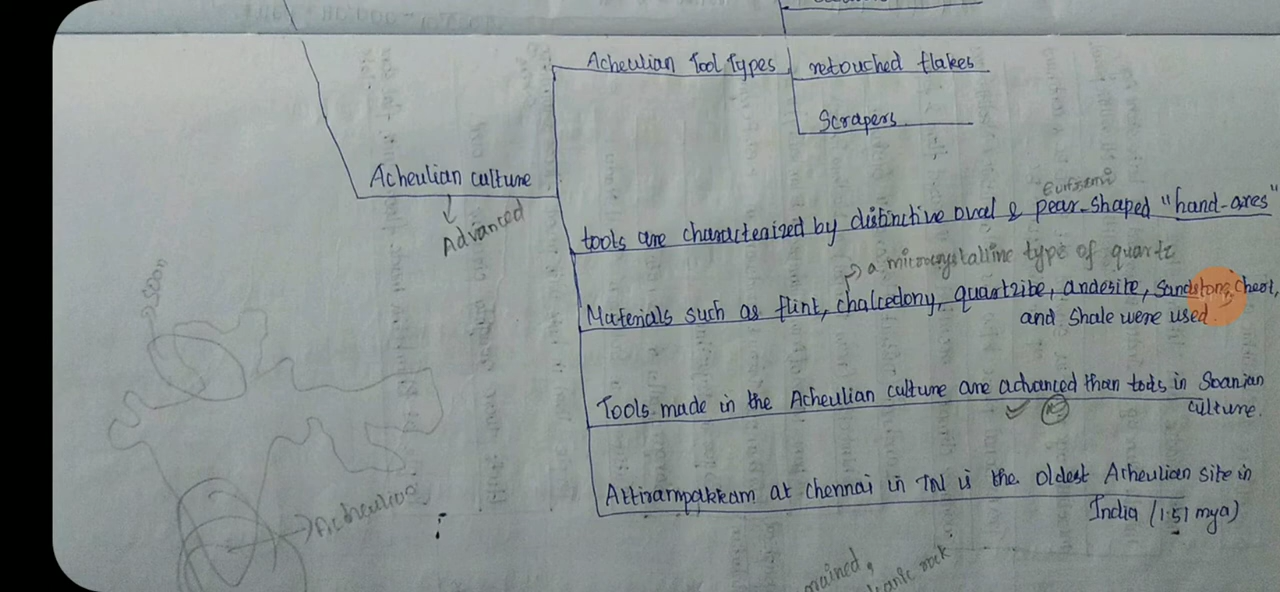 Acheulian Tool Types
retouched flakes
Scrapers
Acheulian culture
Advanced
tools are characterized by distinctive oval & pear-shaped "hand-axes"
a microcrystalline type of quartz
Materials such as flint, chalcedony, quartzite, andesite, sandstone, chert,
and shale were used.
Tools made in the Acheulian culture are advanced than tools in Soanian
culture.
Attirampakkam at chennai in TN is the oldest Acheulian site in
India (1.51 mya)
Soan